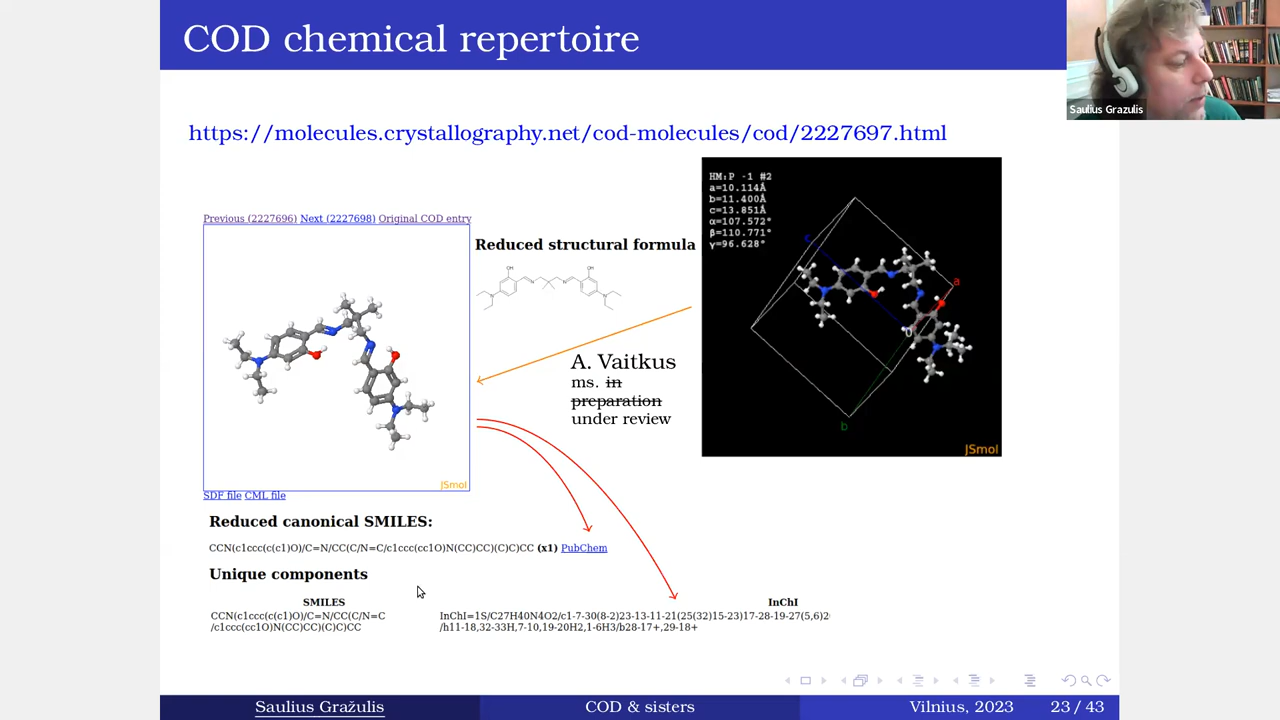 COD chemical repertoire
Saulius Grazulis
https://molecules.crystallography.net/cod-molecules/cod/2227697.html
HM:P -1 #2
a=10.114Å
b=11.400Å
c=13.851Å
α=107.572°
β=110.771°
γ=96.628°
Previous (2227696) Next (2227698) Original COD entry
Reduced structural formula
OH
OH
N
N
N
N
c
a
0
b
A. Vaitkus
ms. in
preparation
under review
JSmol
JSmol
SDF file CML file
Reduced canonical SMILES:
CCN(c1ccc(c(c1)O)/C=N/CC(C/N=C/c1ccc(cc1O)N(CC)CC)(C)C)CC (x1) PubChem
Unique components
SMILES
InChI
CCN(c1ccc(c(c1)O)/C=N/CC(C/N=C
/c1ccc(cc1O)N(CC)CC)(C)C)CC
InChI=1S/C27H40N4O2/c1-7-30(8-2)23-13-11-21(25(32)15-23)17-28-19-27(5,6)2
/h11-18,32-33H,7-10,19-20H2,1-6H3/b28-17+,29-18+
Saulius Gražulis
COD & sisters
Vilnius, 2023
23 / 43